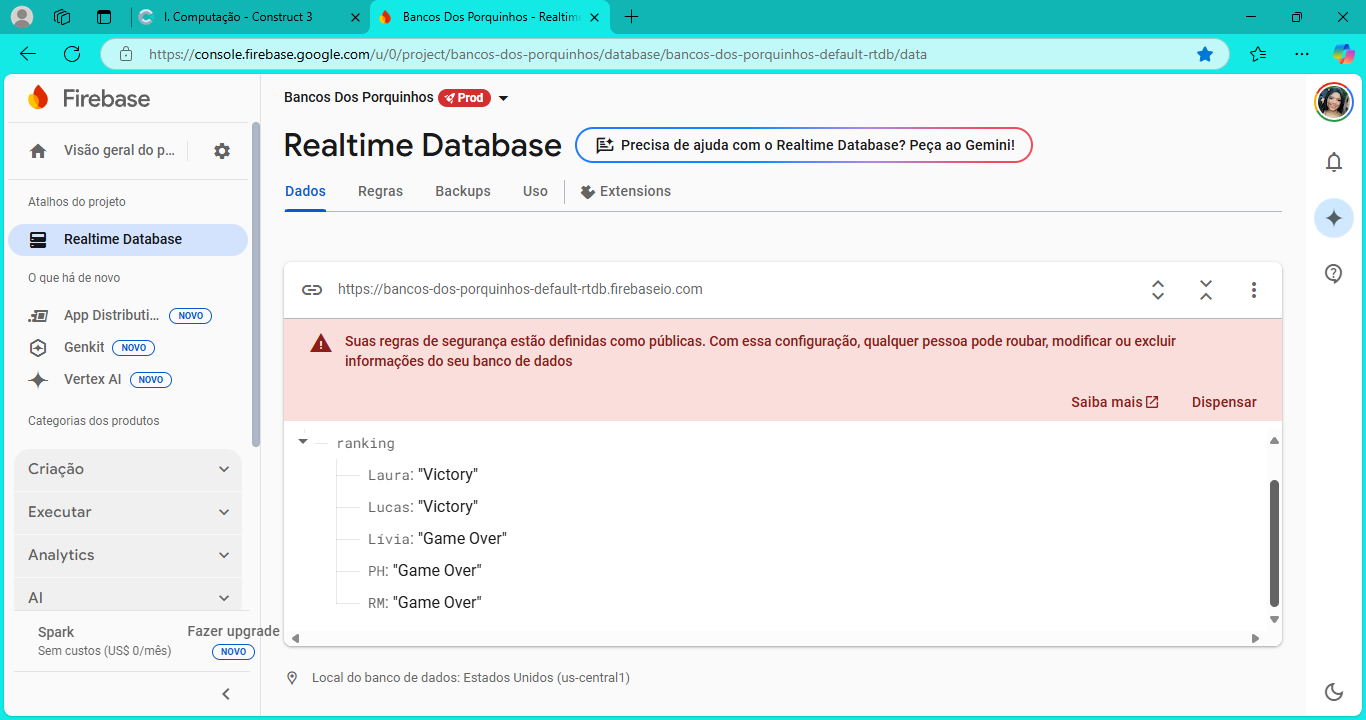 I. Computação - Construct 3
Bancos Dos Porquinhos - Realtime
https://console.firebase.google.com/u/0/project/bancos-dos-porquinhos/database/bancos-dos-porquinhos-default-rtdb/data
Firebase
Bancos Dos Porquinhos Prod
Visão geral do p...
Realtime Database
Precisa de ajuda com o Realtime Database? Peça ao Gemini!
Dados Regras Backups Uso Extensions
Atalhos do projeto
Realtime Database
O que há de novo
App Distributi... NOVO
Genkit NOVO
Vertex AI NOVO
Categorias dos produtos
Criação
Executar
Analytics
AI
Spark
Sem custos (US$ 0/mês)
Fazer upgrade
NOVO
https://bancos-dos-porquinhos-default-rtdb.firebaseio.com
Suas regras de segurança estão definidas como públicas. Com essa configuração, qualquer pessoa pode roubar, modificar ou excluir
informações do seu banco de dados
Saiba mais Dispensar
ranking
Laura: "Victory"
Lucas: "Victory"
Lívia: "Game Over"
PH: "Game Over"
RM: "Game Over"
Local do banco de dados: Estados Unidos (us-central1)